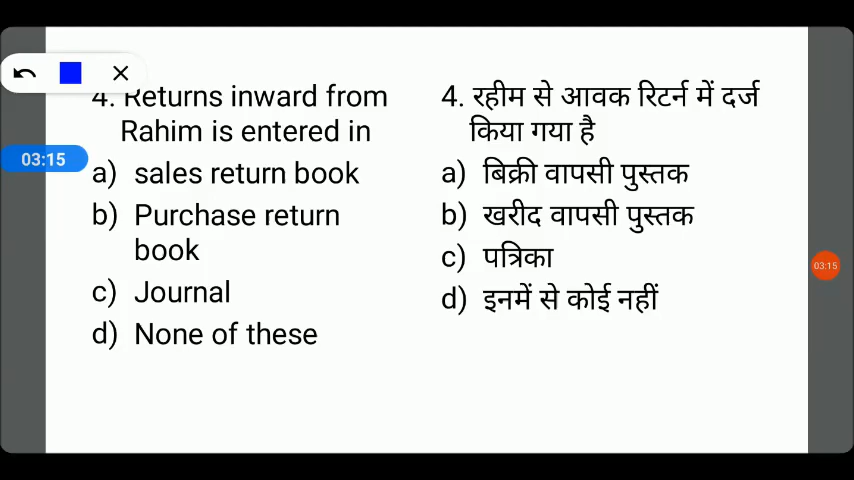 03:15
4. Returns inward from
Rahim is entered in
a) sales return book
b) Purchase return
book
c) Journal
d) None of these
4. रहीम से आवक रिटर्न में दर्ज
किया गया है
a) बिक्री वापसी पुस्तक
b) खरीद वापसी पुस्तक
c) पत्रिका
d) इनमें से कोई नहीं
03:15